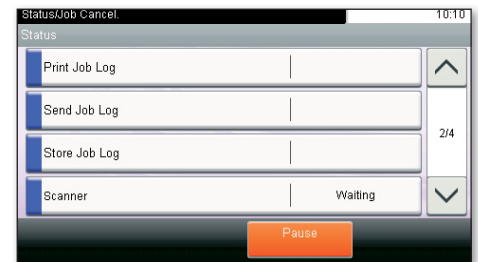 Status/Job Cancel. 10:10
Status
Print Job Log
Send Job Log
2/4
Store Job Log
Scanner Waiting
Pause